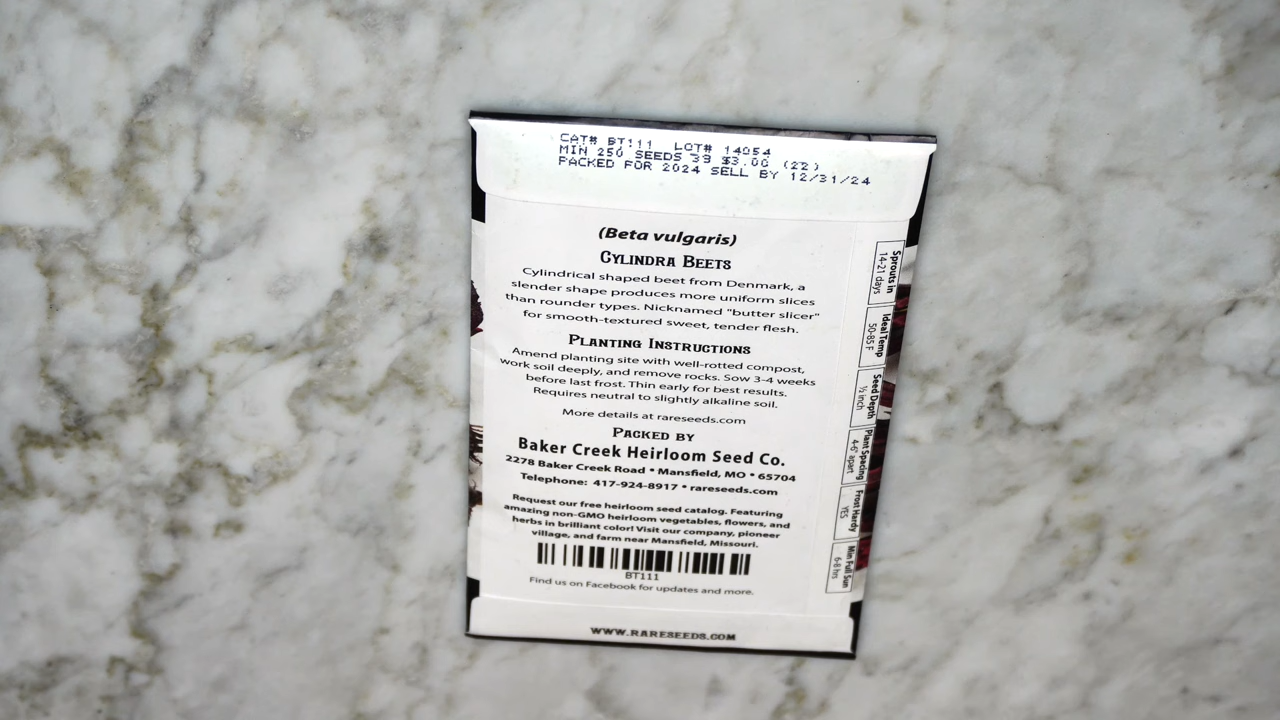 CAT# BT111 LOT# 14054
MIN 250 SEEDS 39 $3.00 (22)
PACKED FOR 2024 SELL BY 12/31/24
(Beta vulgaris)
CYLINDRA BEETS
Cylindrical shaped beet from Denmark, a
slender shape produces more uniform slices
than rounder types. Nicknamed "butter slicer"
for smooth-textured sweet, tender flesh.
PLANTING INSTRUCTIONS
Amend planting site with well-rotted compost,
work soil deeply, and remove rocks. Sow 3-4 weeks
before last frost. Thin early for best results.
Requires neutral to slightly alkaline soil.
More details at rareseeds.com
PACKED BY
Baker Creek Heirloom Seed Co.
2278 Baker Creek Road • Mansfield, MO • 65704
Telephone: 417-924-8917 • rareseeds.com
Request our free heirloom seed catalog. Featuring
amazing non-GMO heirloom vegetables, flowers, and
herbs in brilliant color! Visit our company, pioneer
village, and farm near Mansfield, Missouri.
BT111
Find us on Facebook for updates and more.
WWW.RARESEEDS.COM
Sprouts in
14-21 days
Ideal Temp
50-85 F
Seed Depth
½ inch
Plant Spacing
4-6" apart
Frost Hardy
YES
Min Full Sun
6-8 hrs